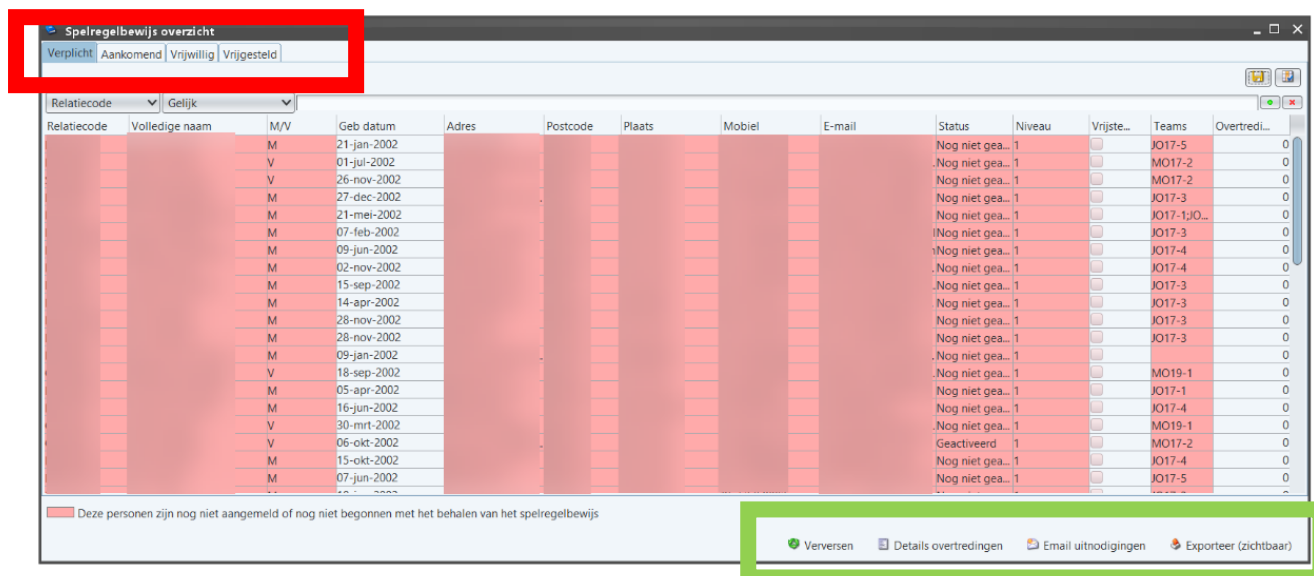 Spelregelbewijs overzicht
Verplicht Aankomend Vrijwillig Vrijgesteld
Relatiecode Gelijk
Relatiecode Volledige naam M/V Geb datum Adres Postcode Plaats Mobiel E-mail Status Niveau Vrijste... Teams Overtredi...
M 21-jan-2002 Nog niet gea... 1 JO17-5 0
V 01-jul-2002 Nog niet gea... 1 MO17-2 0
V 26-nov-2002 Nog niet gea... 1 MO17-2 0
M 27-dec-2002 Nog niet gea... 1 JO17-3 0
M 21-mei-2002 Nog niet gea... 1 JO17-1;JO... 0
M 07-feb-2002 Nog niet gea... 1 JO17-3 0
M 09-jun-2002 Nog niet gea... 1 JO17-4 0
M 02-nov-2002 Nog niet gea... 1 JO17-4 0
M 15-sep-2002 Nog niet gea... 1 JO17-3 0
M 14-apr-2002 Nog niet gea... 1 JO17-3 0
M 28-nov-2002 Nog niet gea... 1 JO17-3 0
M 28-nov-2002 Nog niet gea... 1 JO17-3 0
M 09-jan-2002 Nog niet gea... 1 0
V 18-sep-2002 Nog niet gea... 1 MO19-1 0
M 05-apr-2002 Nog niet gea... 1 JO17-1 0
M 16-jun-2002 Nog niet gea... 1 JO17-4 0
V 30-mrt-2002 Nog niet gea... 1 MO19-1 0
V 06-okt-2002 Geactiveerd 1 MO17-2 0
M 15-okt-2002 Nog niet gea... 1 JO17-4 0
M 07-jun-2002 Nog niet gea... 1 JO17-5 0
Deze personen zijn nog niet aangemeld of nog niet begonnen met het behalen van het spelregelbewijs
Verversen Details overtredingen Email uitnodigingen Exporteer (zichtbaar)